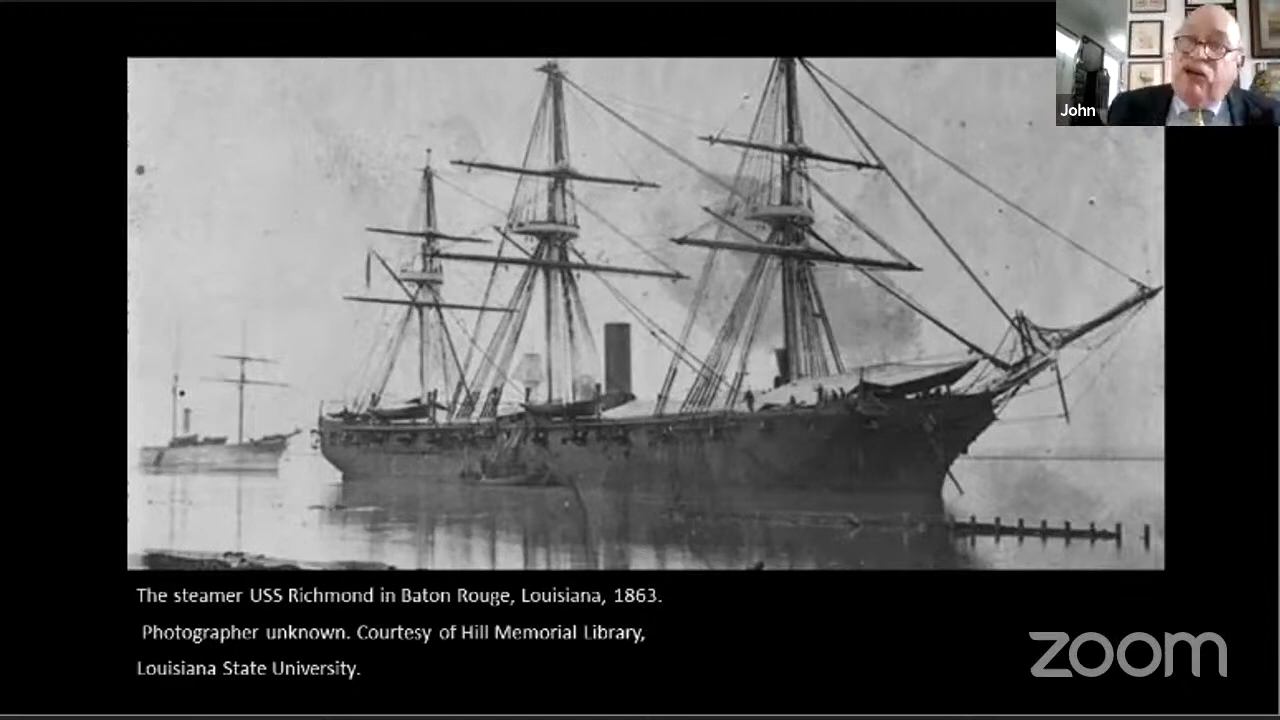 John
The steamer USS Richmond in Baton Rouge, Louisiana, 1863.
Photographer unknown. Courtesy of Hill Memorial Library,
Louisiana State University.
zoom